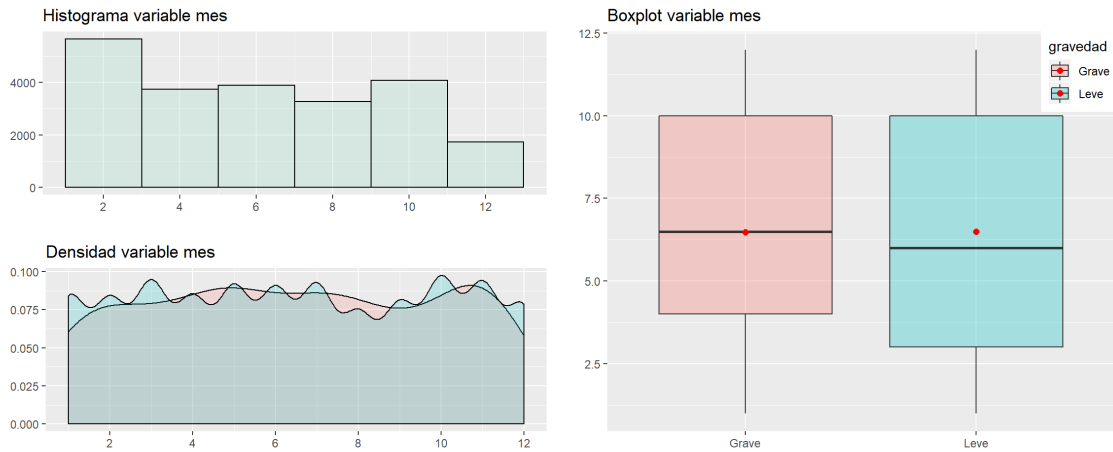 Histograma variable mes
4000
2000
0
2 4 6 8 10 12
Densidad variable mes
0.100
0.075
0.050
0.025
0.000
2 4 6 8 10 12
Boxplot variable mes
12.5
10.0
7.5
5.0
2.5
Grave Leve
gravedad
Grave
Leve